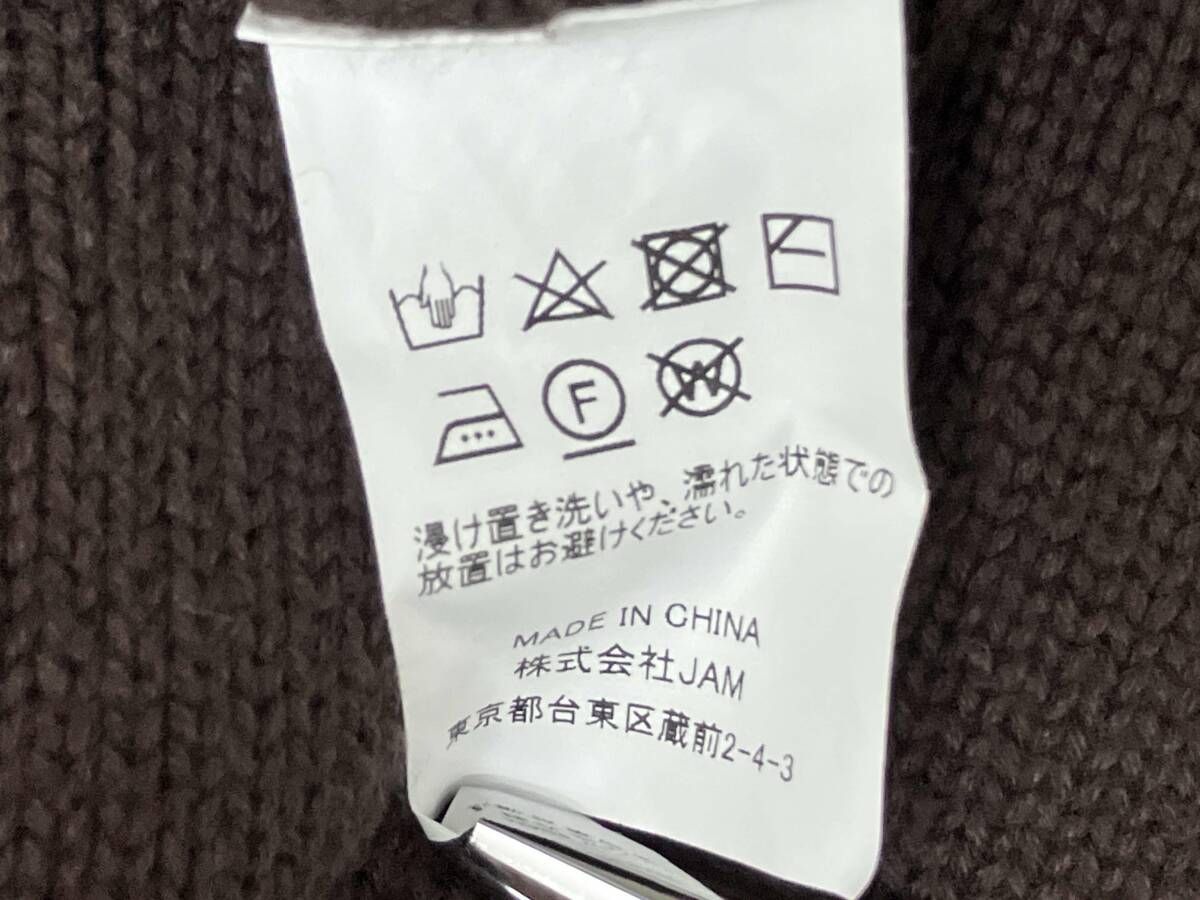 F
W
浸け置き洗いや、濡れた状態での
放置はお避けください。
MADE IN CHINA
株式会社JAM
東京都台東区蔵前2-4-3